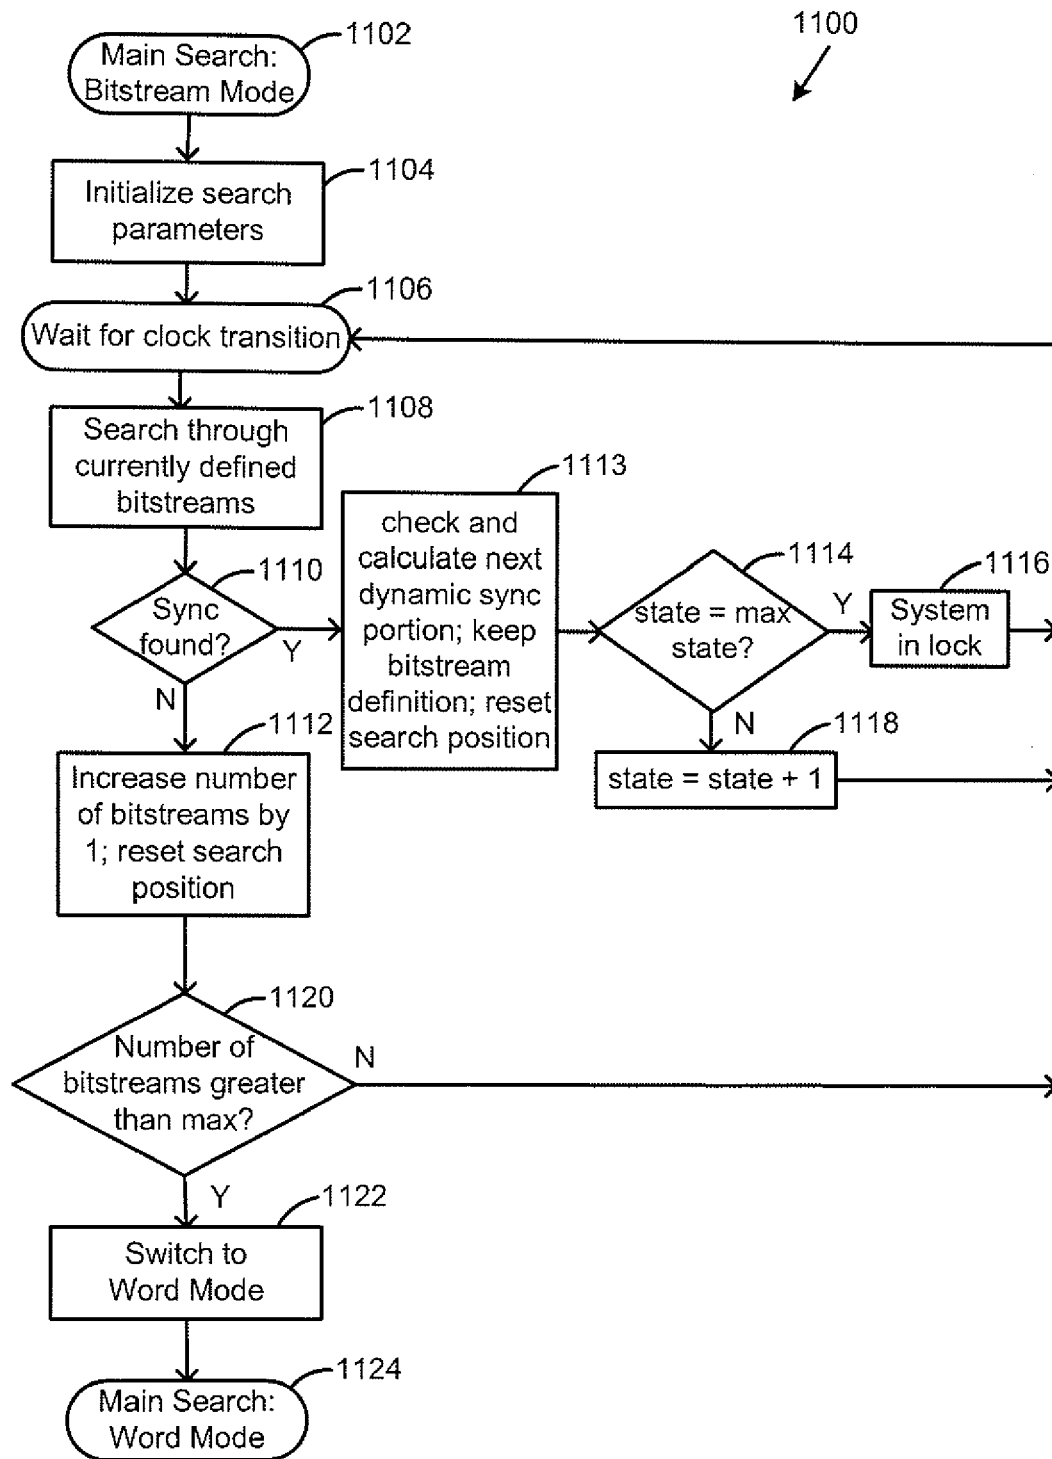 1100
1102
Main Search:
Bitstream Mode
1104
Initialize search
parameters
1106
Wait for clock transition
1108
Search through
currently defined
bitstreams
1110
Sync
found?
Y
N
1113
check and
calculate next
dynamic sync
portion; keep
bitstream
definition; reset
search position
1114
state = max
state?
Y
N
1116
System
in lock
1118
state = state + 1
1112
Increase number
of bitstreams by
1; reset search
position
1120
Number of
bitstreams greater
than max?
N
Y
1122
Switch to
Word Mode
1124
Main Search:
Word Mode